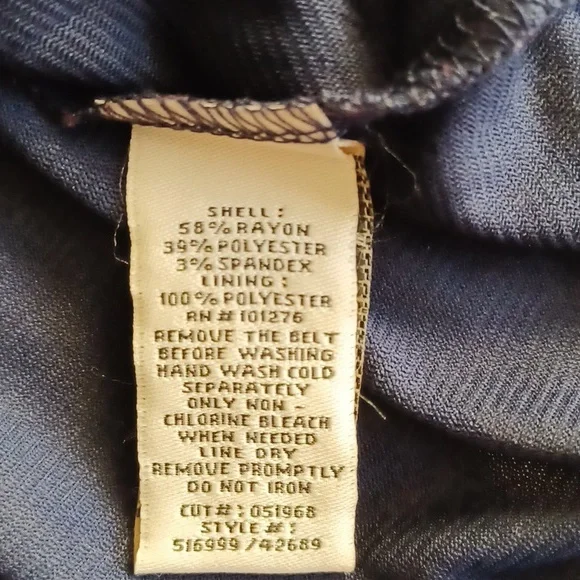 SHELL :
58% RAYON
39% POLYESTER
3% SPANDEX
LINING :
100% POLYESTER
RN # 101276
REMOVE THE BELT
BEFORE WASHING
HAND WASH COLD
SEPARATELY
ONLY NON -
CHLORINE BLEACH
WHEN NEEDED
LINE DRY
REMOVE PROMPTLY
DO NOT IRON
CUT# : 051968
STYLE # :
516999 /42689